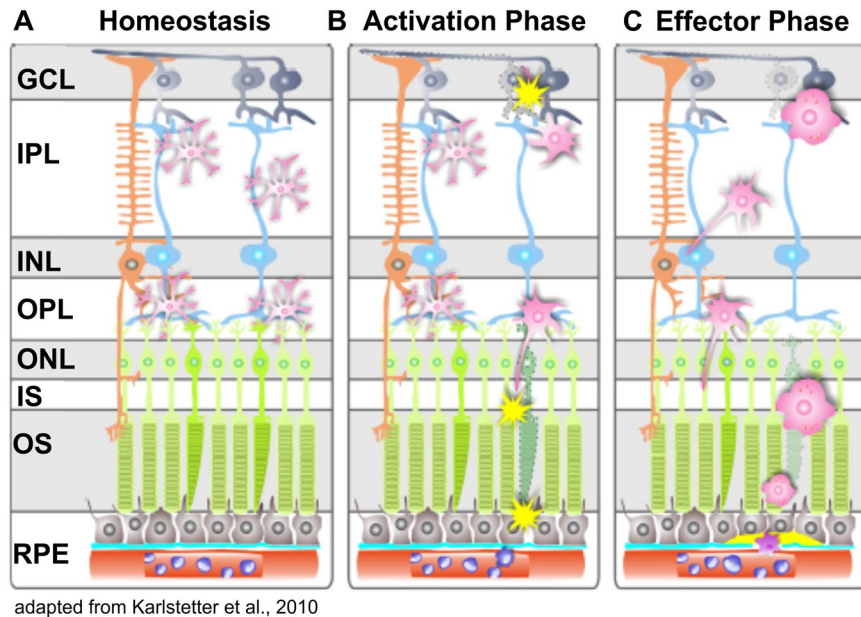 A Homeostasis B Activation Phase C Effector Phase
GCL
IPL
INL
OPL
ONL
IS
OS
RPE
adapted from Karlstetter et al., 2010